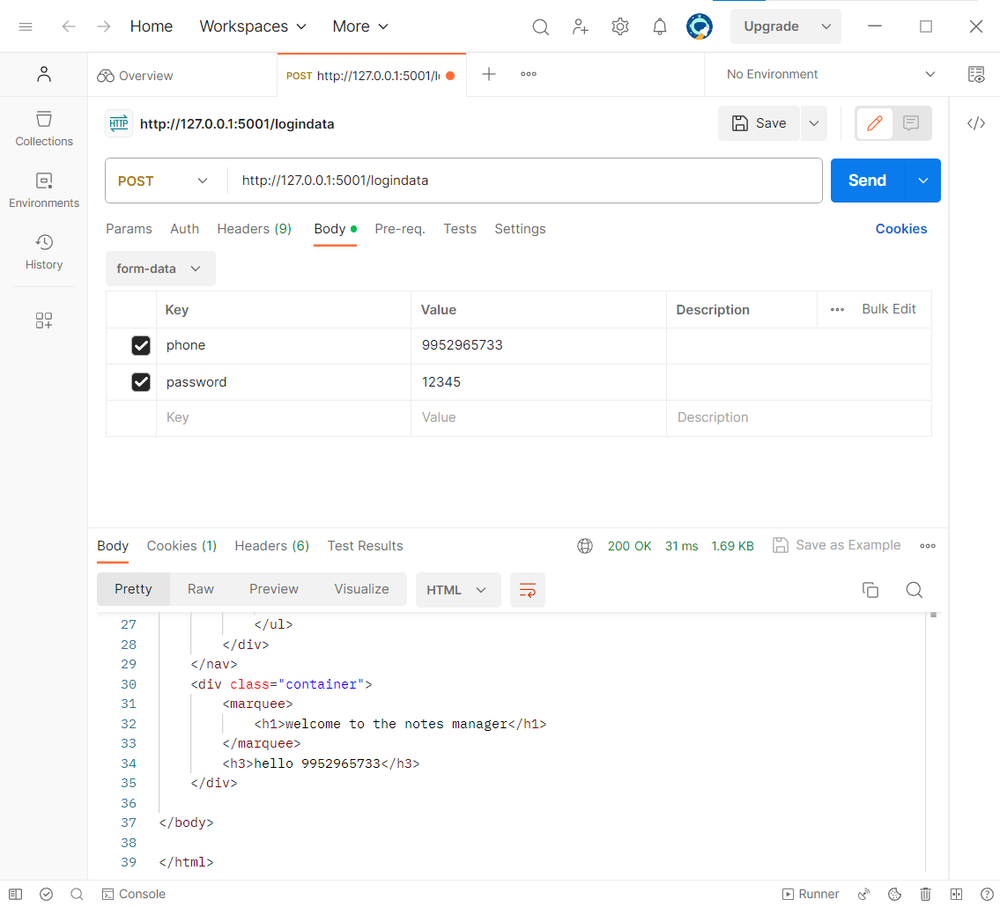 Home Workspaces More Upgrade
Overview POST http://127.0.0.1:5001/l No Environment
HTTP http://127.0.0.1:5001/logindata Save
Collections
POST http://127.0.0.1:5001/logindata Send
Environments
Params Auth Headers (9) Body Pre-req. Tests Settings Cookies
History
form-data
Key Value Description Bulk Edit
phone 9952965733
password 12345
Key Value Description
Body Cookies (1) Headers (6) Test Results 200 OK 31 ms 1.69 KB Save as Example
Pretty Raw Preview Visualize HTML
27 </ul>
28 </div>
29 </nav>
30 <div class="container">
31 <marquee>
32 <h1>welcome to the notes manager</h1>
33 </marquee>
34 <h3>hello 9952965733</h3>
35 </div>
36
37 </body>
38
39 </html>
Console Runner